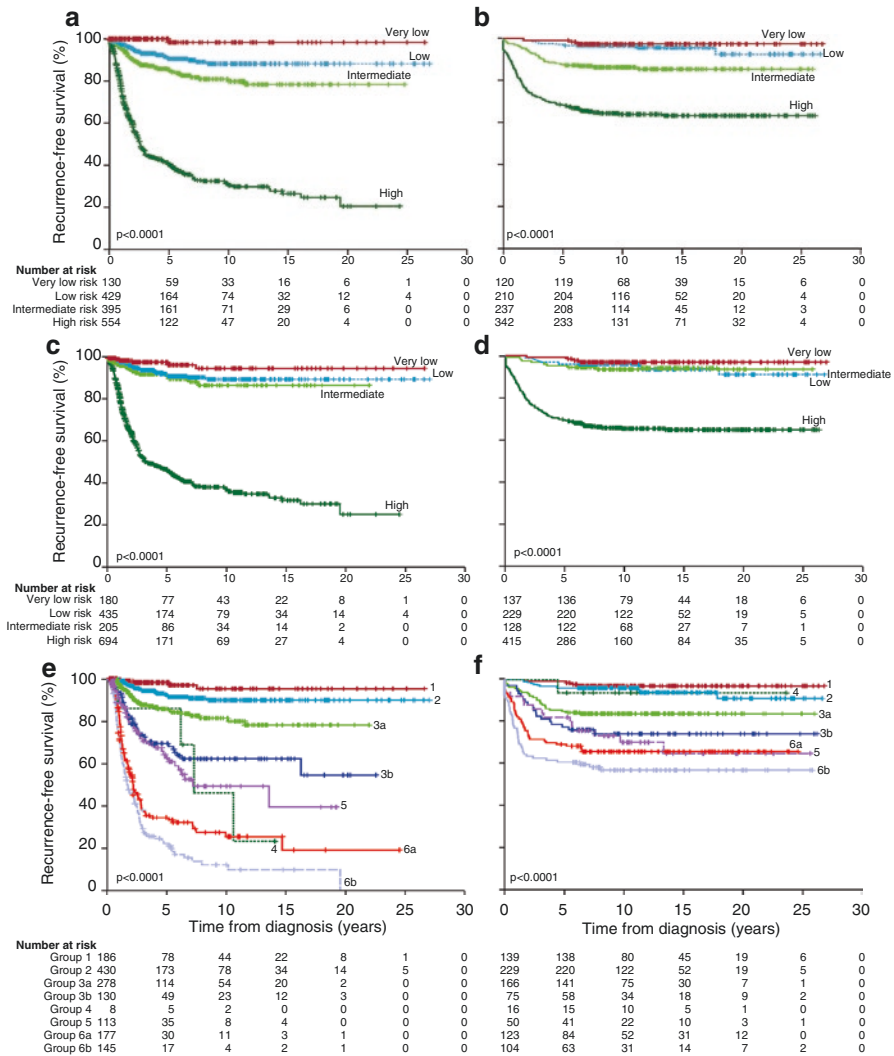 a
Recurrence-free survival (%)
100
80
60
40
20
0
Very low
Low
Intermediate
High
p<0.0001
0 5 10 15 20 25 30
Number at risk
Very low risk 130 59 33 16 6 1 0
Low risk 429 164 74 32 12 4 0
Intermediate risk 395 161 71 29 6 0 0
High risk 554 122 47 20 4 0 0
b
100
80
60
40
20
0
Very low
Low
Intermediate
High
p<0.0001
0 5 10 15 20 25 30
120 119 68 39 15 6 0
210 204 116 52 20 4 0
237 208 114 45 12 3 0
342 233 131 71 32 4 0
c
Recurrence-free survival (%)
100
80
60
40
20
0
Very low
Low
Intermediate
High
p<0.0001
0 5 10 15 20 25 30
Number at risk
Very low risk 180 77 43 22 8 1 0
Low risk 435 174 79 34 14 4 0
Intermediate risk 205 86 34 14 2 0 0
High risk 694 171 69 27 4 0 0
d
100
80
60
40
20
0
Very low
Intermediate
Low
High
p<0.0001
0 5 10 15 20 25 30
137 136 79 44 18 6 0
229 220 122 52 19 5 0
128 122 68 27 7 1 0
415 286 160 84 35 5 0
e
Recurrence-free survival (%)
100
80
60
40
20
0
1
2
3a
3b
5
4
6a
6b
p<0.0001
0 5 10 15 20 25 30
Time from diagnosis (years)
Number at risk
Group 1 186 78 44 22 8 1 0
Group 2 430 173 78 34 14 5 0
Group 3a 278 114 54 20 2 0 0
Group 3b 130 49 23 12 3 0 0
Group 4 8 5 2 0 0 0 0
Group 5 113 35 8 4 0 0 0
Group 6a 177 30 11 3 1 0 0
Group 6b 145 17 4 2 1 0 0
f
100
80
60
40
20
0
1
4
2
3a
3b
6a
5
6b
p<0.0001
0 5 10 15 20 25 30
Time from diagnosis (years)
139 138 80 45 19 6 0
229 220 122 52 19 5 0
166 141 75 30 7 1 0
75 58 34 18 9 2 0
16 15 10 5 1 0 0
50 41 22 10 3 1 0
123 84 52 31 12 0 0
104 63 31 14 7 2 0